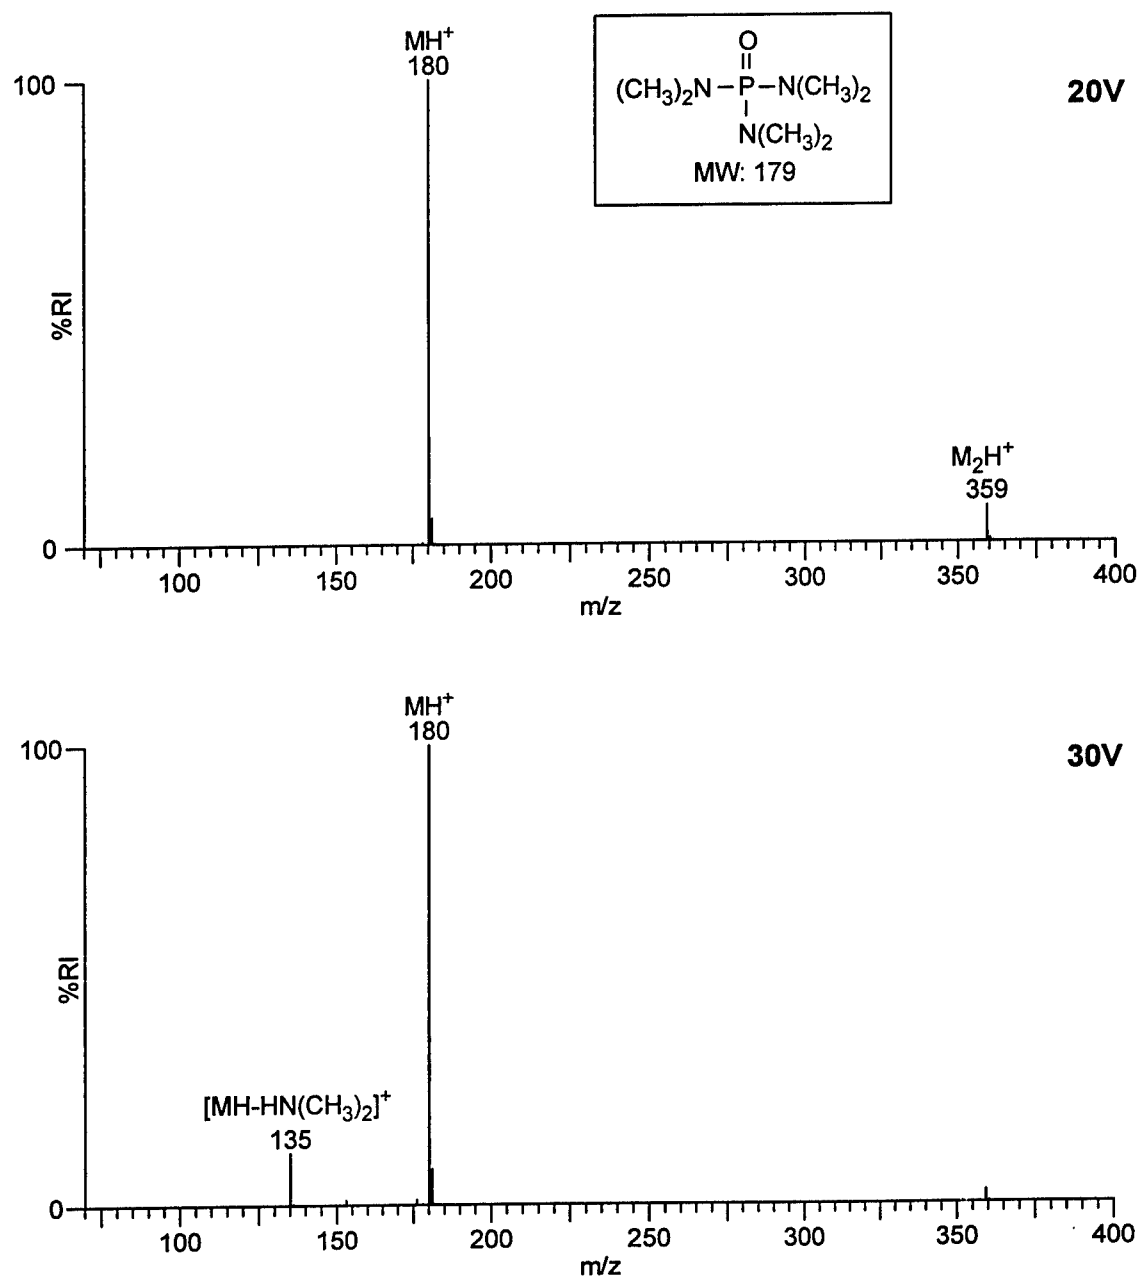 MH⁺
180
100
20V
O
(CH₃)₂N–P–N(CH₃)₂
N(CH₃)₂
MW: 179
%RI
M₂H⁺
359
0
100 150 200 250 300 350 400
m/z
MH⁺
180
100
30V
%RI
[MH-HN(CH₃)₂]⁺
135
0
100 150 200 250 300 350 400
m/z